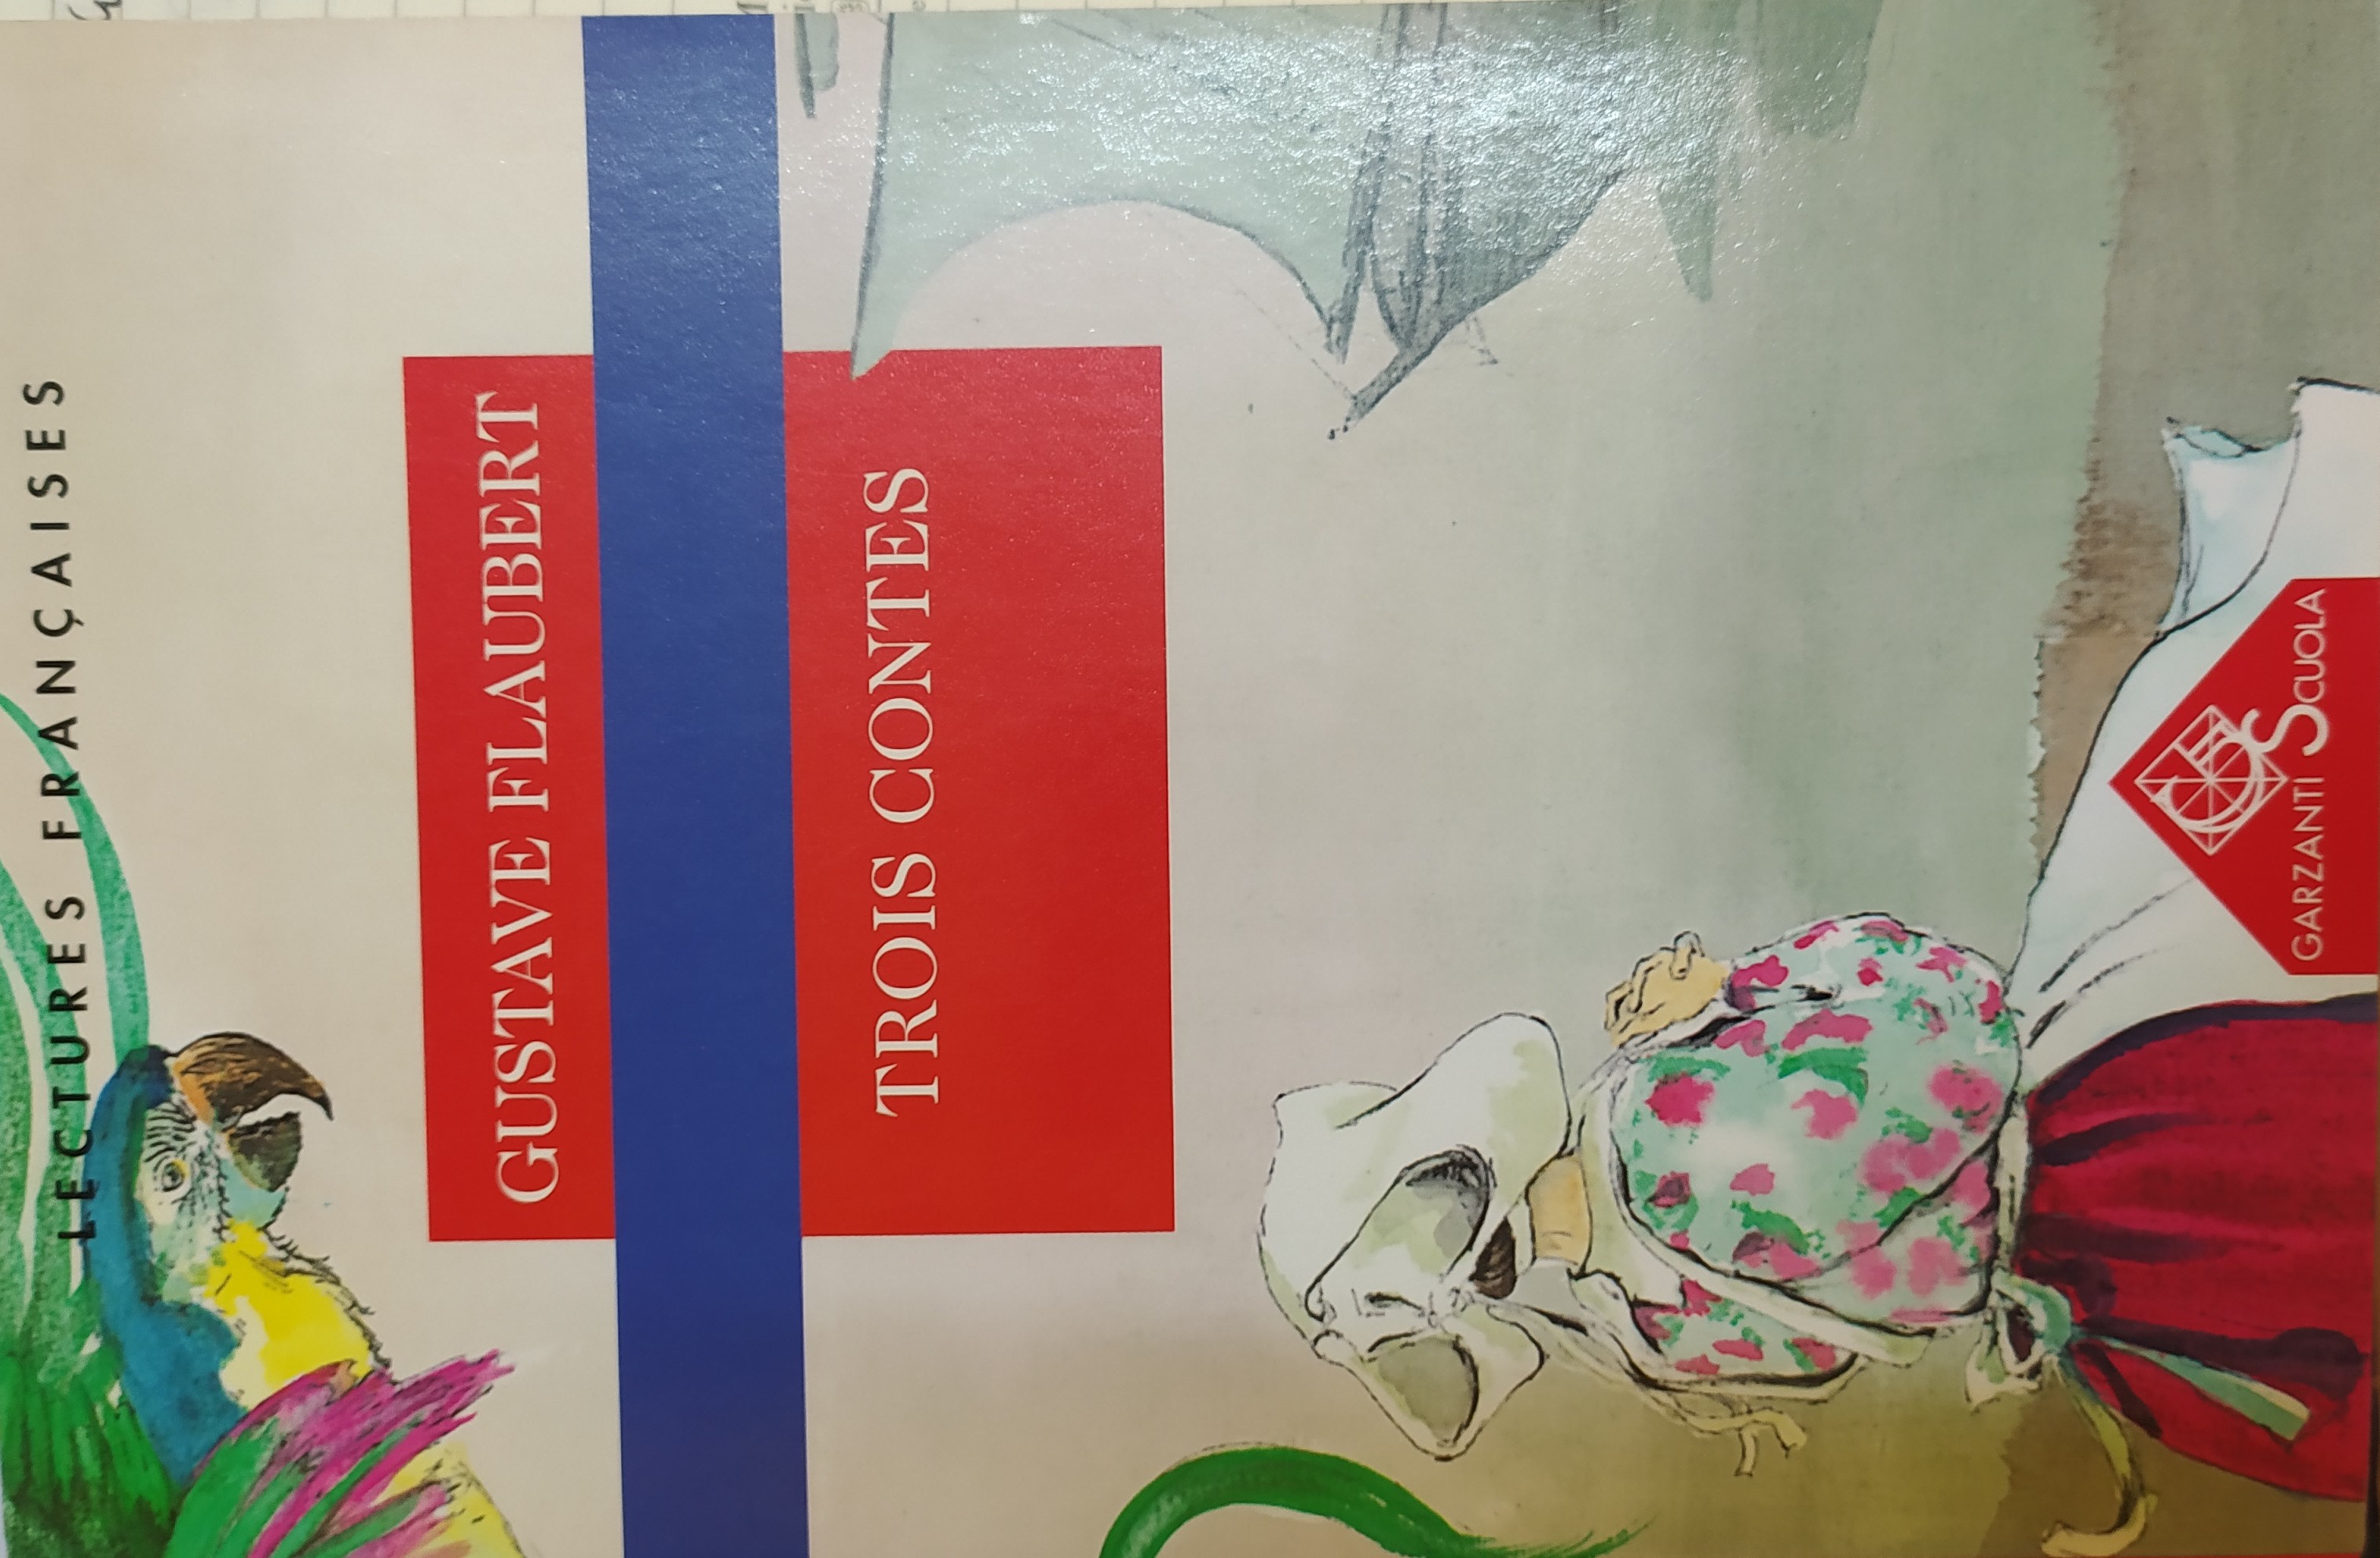 LECTURES FRANÇAISES
GUSTAVE FLAUBERT
TROIS CONTES
GARZANTI SCUOLA